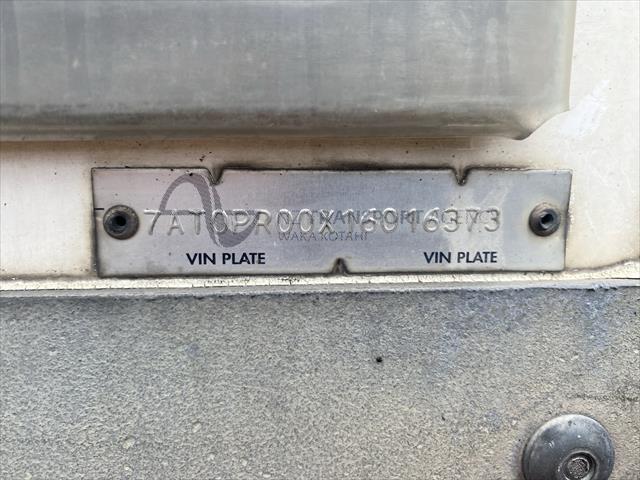 7AT0PR00X16016373
WAKA KOTAHI
VIN PLATE VIN PLATE